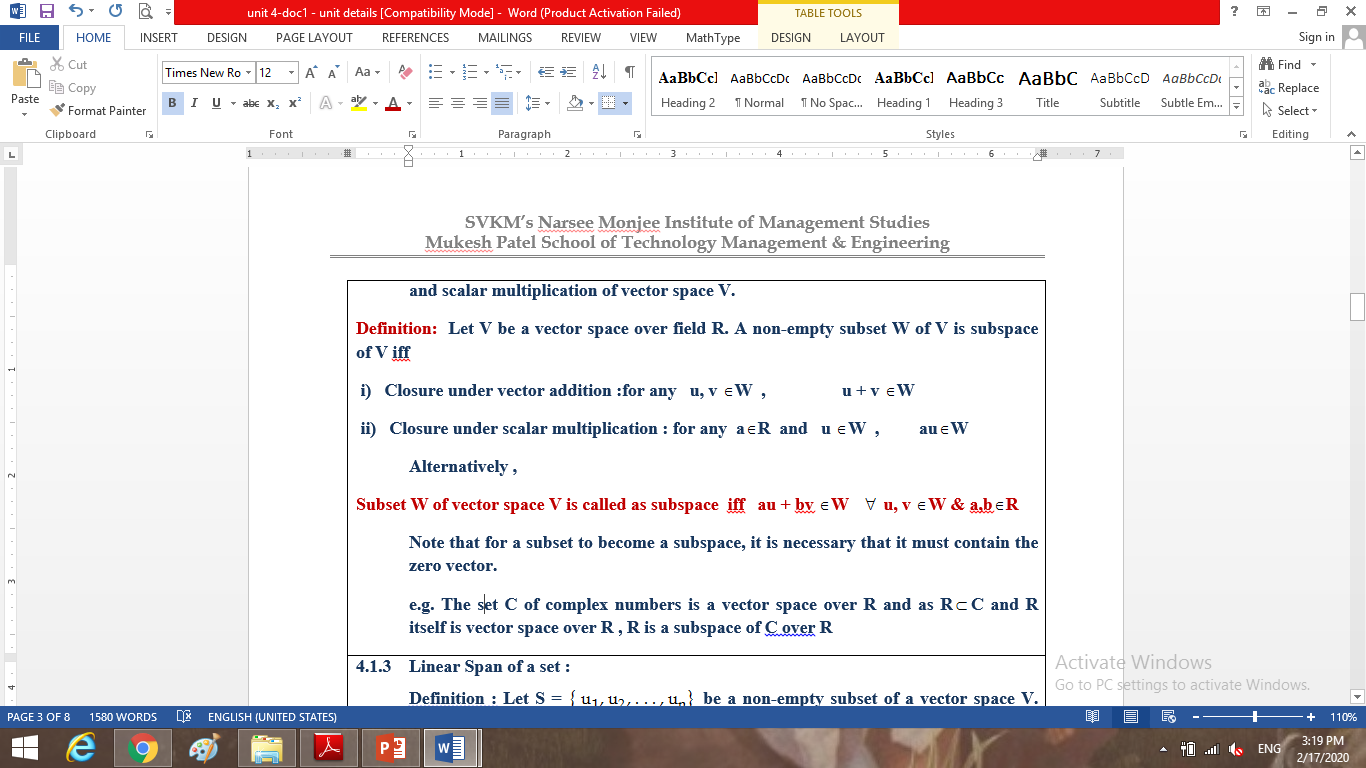 unit 4-doc1 - unit details [Compatibility Mode] - Word (Product Activation Failed)
TABLE TOOLS
FILE HOME INSERT DESIGN PAGE LAYOUT REFERENCES MAILINGS REVIEW VIEW MathType DESIGN LAYOUT Sign in
Paste
Cut
Copy
Format Painter
Clipboard
Times New Ro 12
Font
Paragraph
AaBbCcI AaBbCcDc AaBbCcDc AaBbCcI AaBbCc AaBbC AaBbCcD AaBbCcDc
Heading 2 ¶ Normal ¶ No Spac... Heading 1 Heading 3 Title Subtitle Subtle Em...
Styles
Find
Replace
Select
Editing
1 1 2 3 4 5 6 7
SVKM’s Narsee Monjee Institute of Management Studies
Mukesh Patel School of Technology Management & Engineering
and scalar multiplication of vector space V.
Definition: Let V be a vector space over field R. A non-empty subset W of V is subspace
of V iff
i) Closure under vector addition :for any u, v ∈W , u + v ∈W
ii) Closure under scalar multiplication : for any a∈R and u ∈W , au∈W
Alternatively ,
Subset W of vector space V is called as subspace iff au + bv ∈W ∀ u, v ∈W & a,b∈R
Note that for a subset to become a subspace, it is necessary that it must contain the
zero vector.
e.g. The set C of complex numbers is a vector space over R and as R⊂C and R
itself is vector space over R , R is a subspace of C over R
4.1.3 Linear Span of a set :
Definition : Let S = { u1, u2, . . . , un} be a non-empty subset of a vector space V.
Activate Windows
Go to PC settings to activate Windows.
PAGE 3 OF 8 1580 WORDS ENGLISH (UNITED STATES) 110%
ENG
3:19 PM
2/17/2020